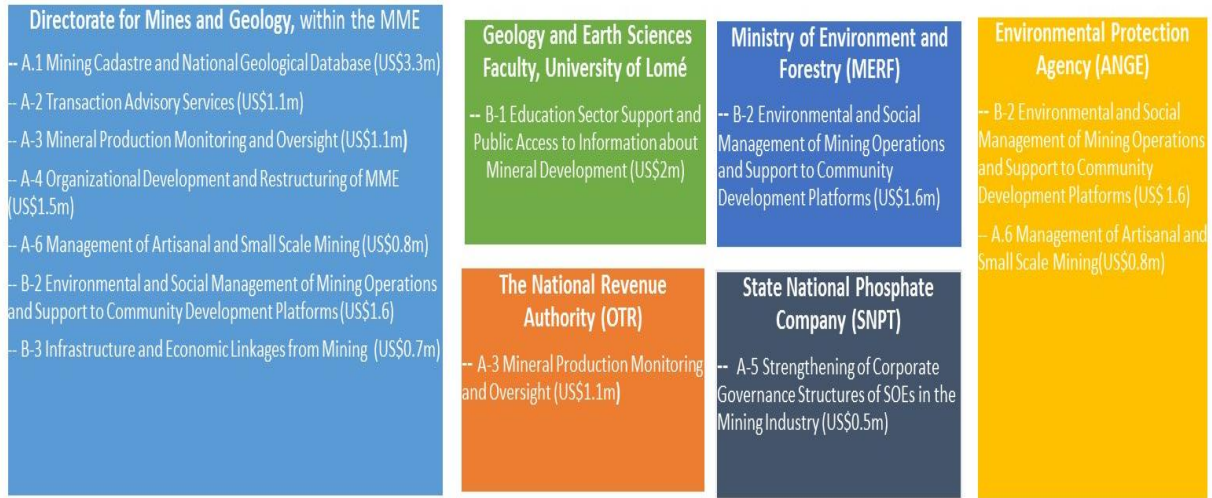 Directorate for Mines and Geology, within the MME
-- A.1 Mining Cadastre and National Geological Database (US$3.3m)
-- A-2 Transaction Advisory Services (US$1.1m)
-- A-3 Mineral Production Monitoring and Oversight (US$1.1m)
-- A-4 Organizational Development and Restructuring of MME
(US$1.5m)
-- A-6 Management of Artisanal and Small Scale Mining (US$0.8m)
-- B-2 Environmental and Social Management of Mining Operations
and Support to Community Development Platforms (US$1.6)
-- B-3 Infrastructure and Economic Linkages from Mining (US$0.7m)
Geology and Earth Sciences
Faculty, University of Lomé
-- B-1 Education Sector Support and
Public Access to Information about
Mineral Development (US$2m)
Ministry of Environment and
Forestry (MERF)
-- B-2 Environmental and Social
Management of Mining Operations
and Support to Community
Development Platforms (US$1.6m)
Environmental Protection
Agency (ANGE)
-- B-2 Environmental and Social
Management of Mining Operations
and Support to Community
Development Platforms (US$ 1.6)
-- A.6 Management of Artisanal and
Small Scale Mining(US$0.8m)
The National Revenue
Authority (OTR)
-- A-3 Mineral Production Monitoring
and Oversight (US$1.1m)
State National Phosphate
Company (SNPT)
-- A-5 Strengthening of Corporate
Governance Structures of SOEs in the
Mining Industry (US$0.5m)